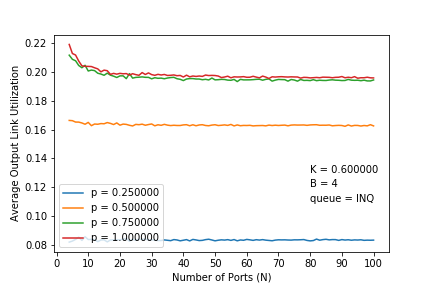 Average Output Link Utilization
0.22
0.20
0.18
0.16
0.14
0.12
0.10
0.08
K = 0.600000
B = 4
queue = INQ
p = 0.250000
p = 0.500000
p = 0.750000
p = 1.000000
0 10 20 30 40 50 60 70 80 90 100
Number of Ports (N)